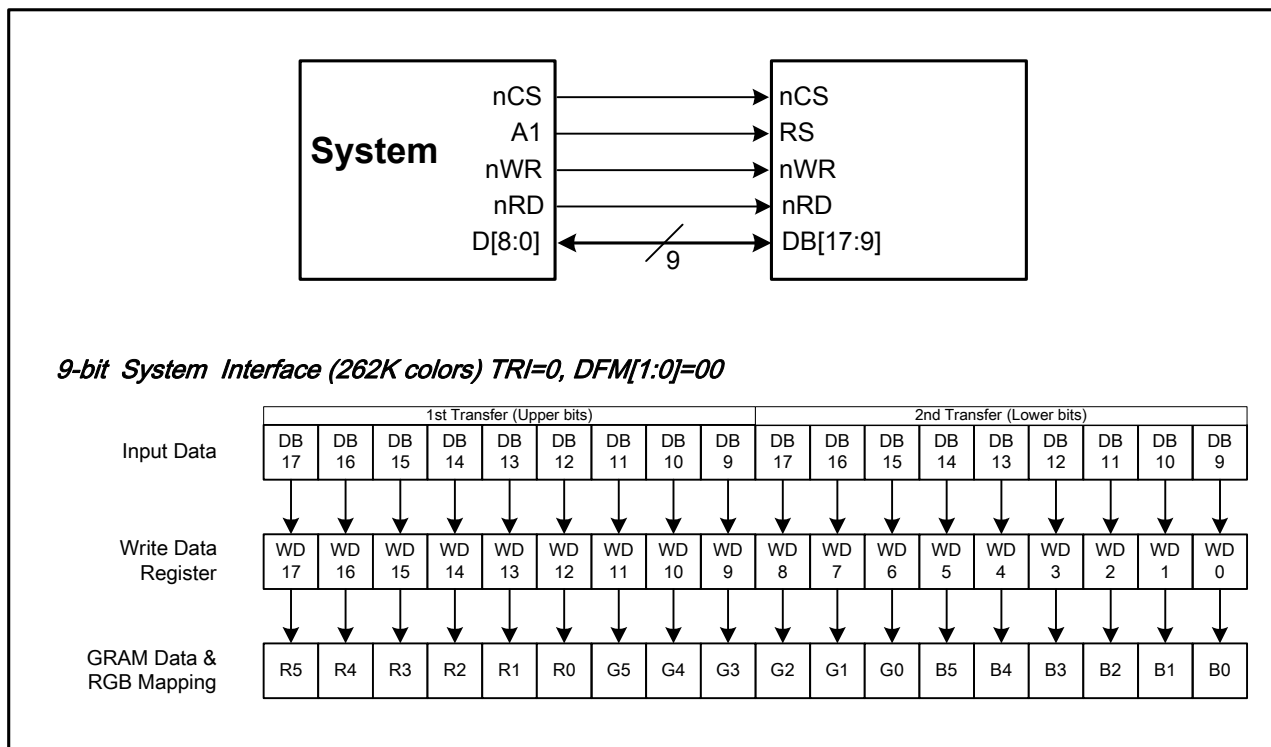 System
nCS
A1
nWR
nRD
D[8:0]
9
nCS
RS
nWR
nRD
DB[17:9]
9-bit System Interface (262K colors) TRI=0, DFM[1:0]=00
1st Transfer (Upper bits) 2nd Transfer (Lower bits)
Input Data
DB DB DB DB DB DB DB DB DB DB DB DB DB DB DB DB DB DB
17 16 15 14 13 12 11 10 9 17 16 15 14 13 12 11 10 9
Write Data
Register
WD WD WD WD WD WD WD WD WD WD WD WD WD WD WD WD WD WD
17 16 15 14 13 12 11 10 9 8 7 6 5 4 3 2 1 0
GRAM Data &
RGB Mapping
R5 R4 R3 R2 R1 R0 G5 G4 G3 G2 G1 G0 B5 B4 B3 B2 B1 B0